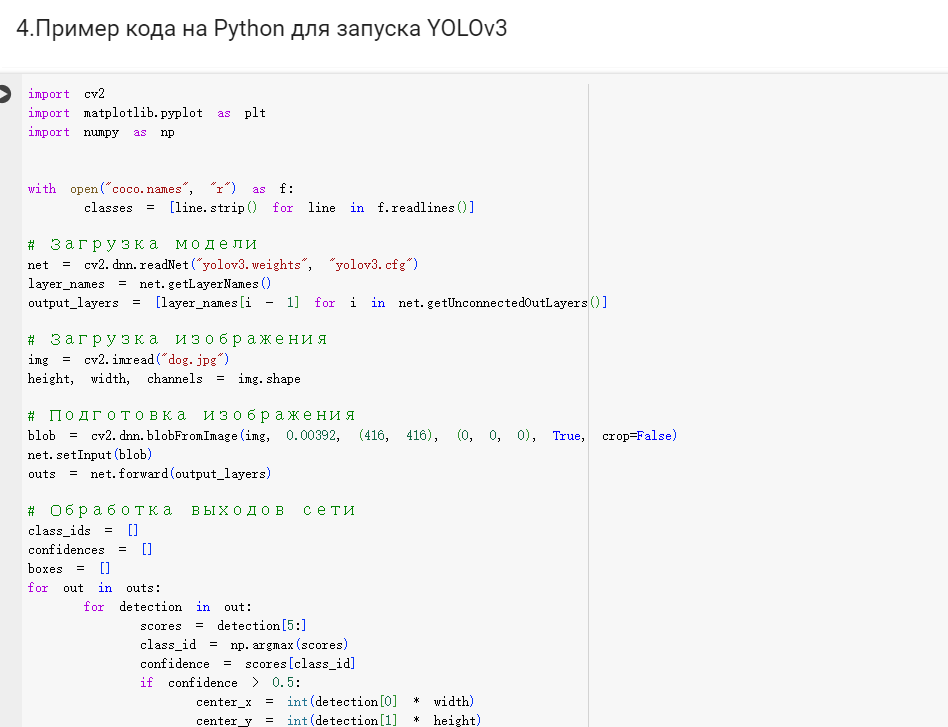 4.Пример кода на Python для запуска YOLOv3
import cv2
import matplotlib.pyplot as plt
import numpy as np
with open("coco.names", "r") as f:
classes = [line.strip() for line in f.readlines()]
# Загрузка модели
net = cv2.dnn.readNet("yolov3.weights", "yolov3.cfg")
layer_names = net.getLayerNames()
output_layers = [layer_names[i - 1] for i in net.getUnconnectedOutLayers()]
# Загрузка изображения
img = cv2.imread("dog.jpg")
height, width, channels = img.shape
# Подготовка изображения
blob = cv2.dnn.blobFromImage(img, 0.00392, (416, 416), (0, 0, 0), True, crop=False)
net.setInput(blob)
outs = net.forward(output_layers)
# Обработка выходов сети
class_ids = []
confidences = []
boxes = []
for out in outs:
for detection in out:
scores = detection[5:]
class_id = np.argmax(scores)
confidence = scores[class_id]
if confidence > 0.5:
center_x = int(detection[0] * width)
center_y = int(detection[1] * height)